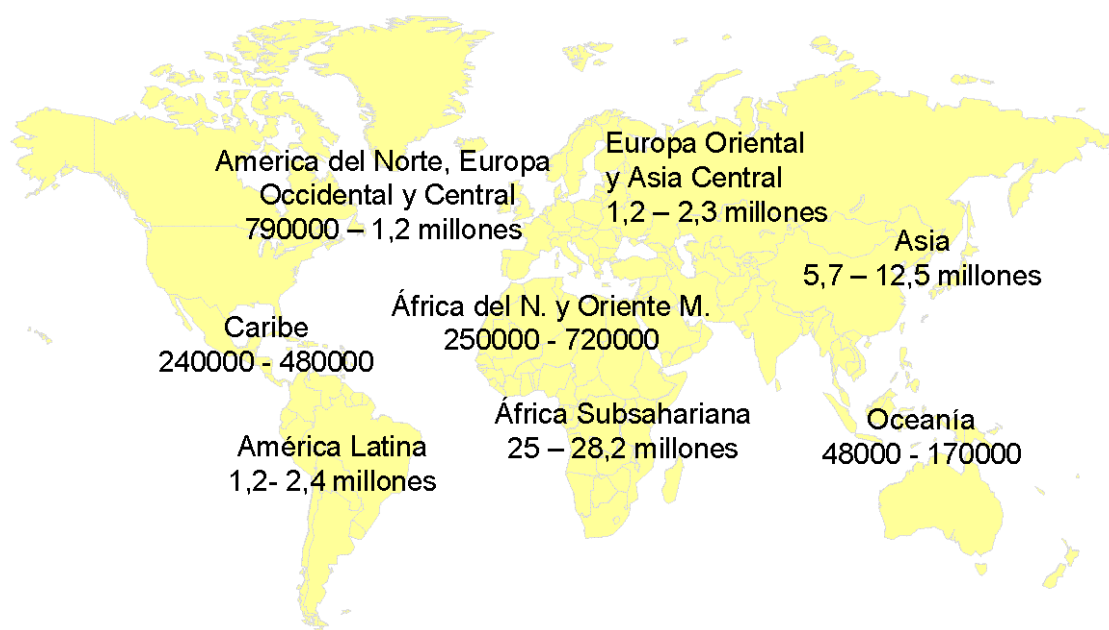 America del Norte, Europa
Occidental y Central
790000 – 1,2 millones
Europa Oriental
y Asia Central
1,2 – 2,3 millones
Asia
5,7 – 12,5 millones
África del N. y Oriente M.
250000 - 720000
Caribe
240000 - 480000
África Subsahariana
25 – 28,2 millones
Oceanía
48000 - 170000
América Latina
1,2- 2,4 millones